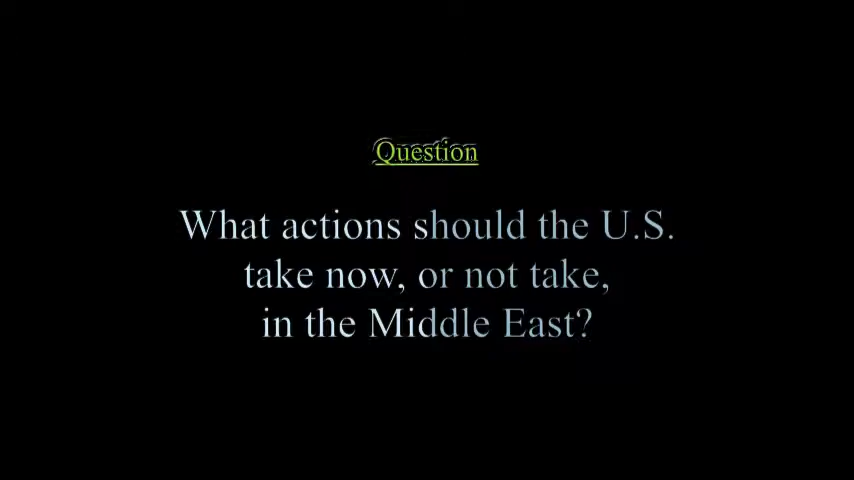 Question
What actions should the U.S.
take now, or not take,
in the Middle East?